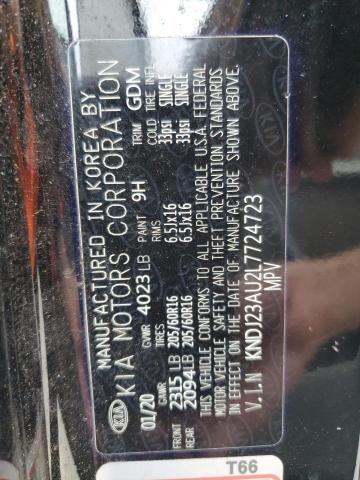 MANUFACTURED IN KOREA BY
KIA KIA MOTORS CORPORATION
01/20 GVWR 4023 LB PAINT 9H TRIM GDM
GAWR TIRES RIMS COLD TIRE INFL
FRONT 2315 LB 205/60R16 6.5Jx16 33psi SINGLE
REAR 2094 LB 205/60R16 6.5Jx16 33psi SINGLE
THIS VEHICLE CONFORMS TO ALL APPLICABLE U.S.A. FEDERAL
MOTOR VEHICLE SAFETY AND THEFT PREVENTION STANDARDS
IN EFFECT ON THE DATE OF MANUFACTURE SHOWN ABOVE.
V.I.N KNDJ23AU2L7724723
MPV
T66